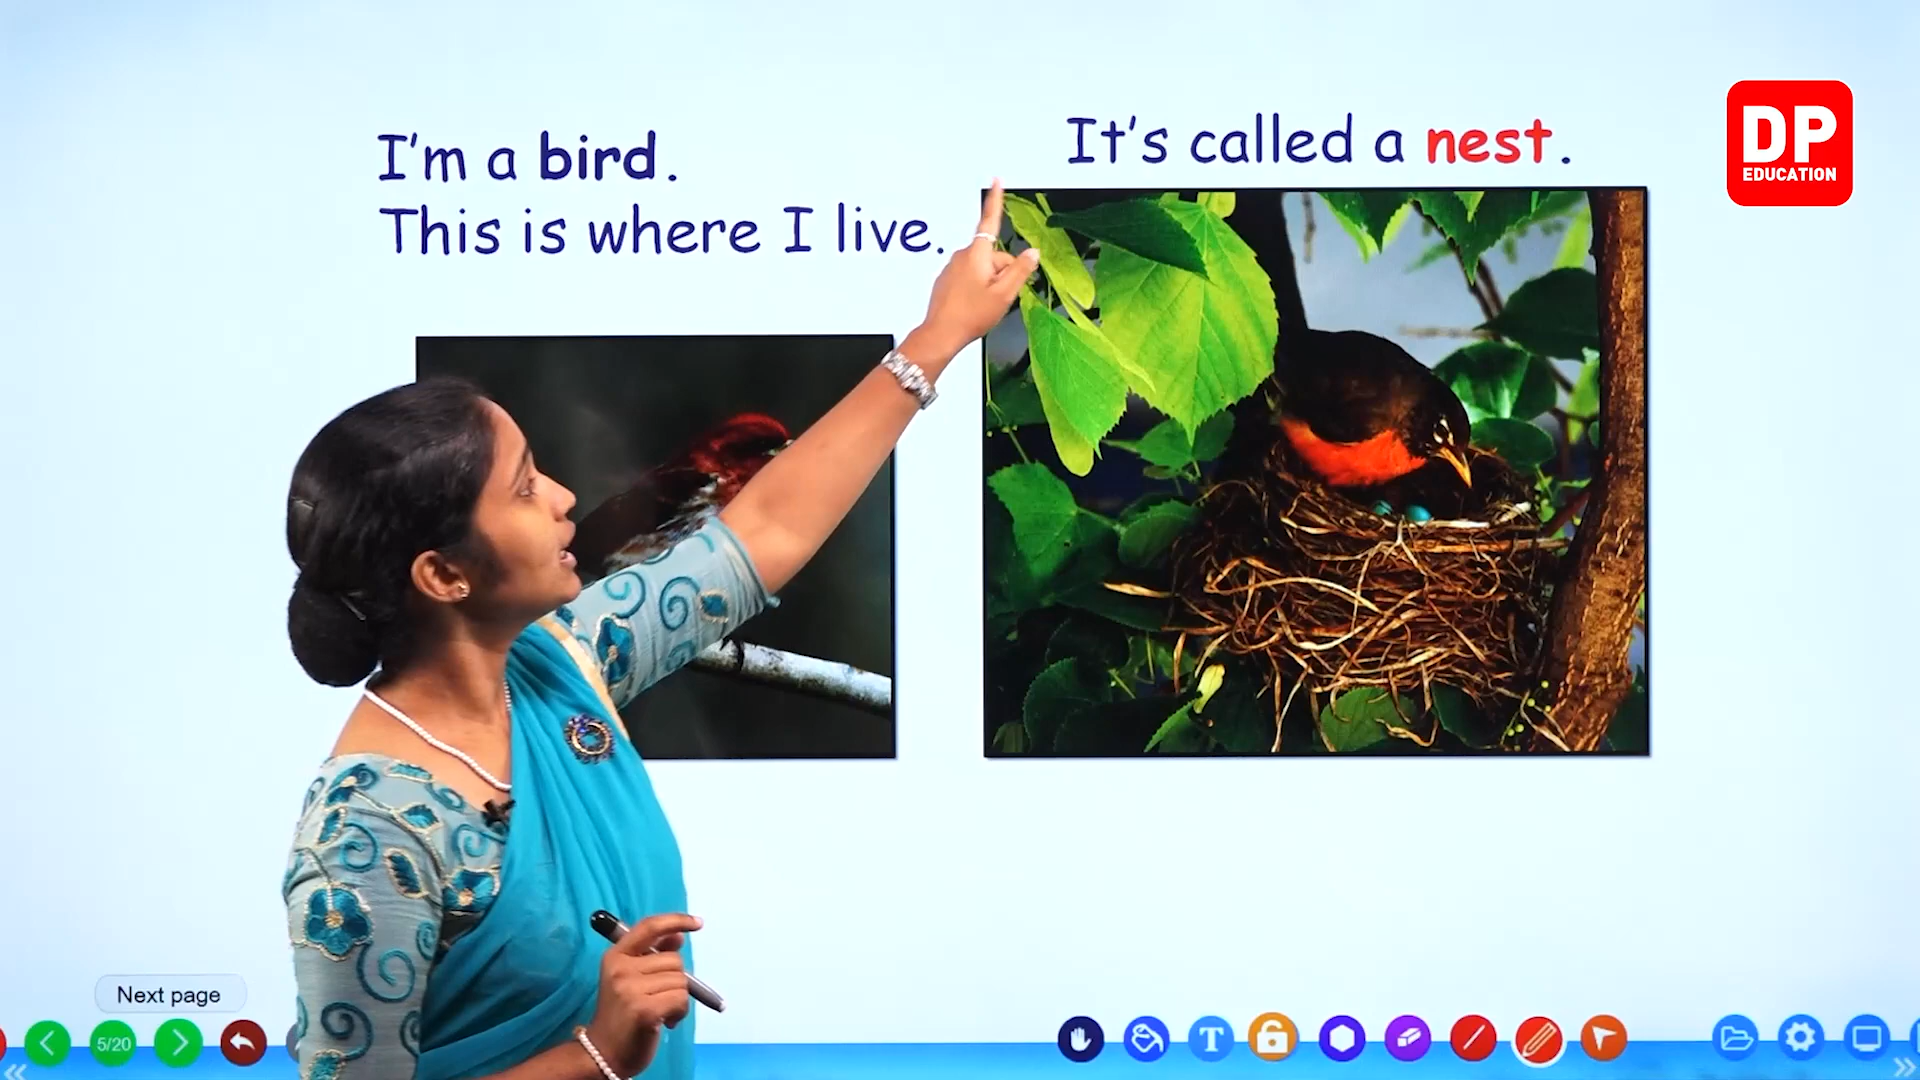 I'm a bird.
This is where I live.
It's called a nest.
DP
EDUCATION
Next page
5/20
T